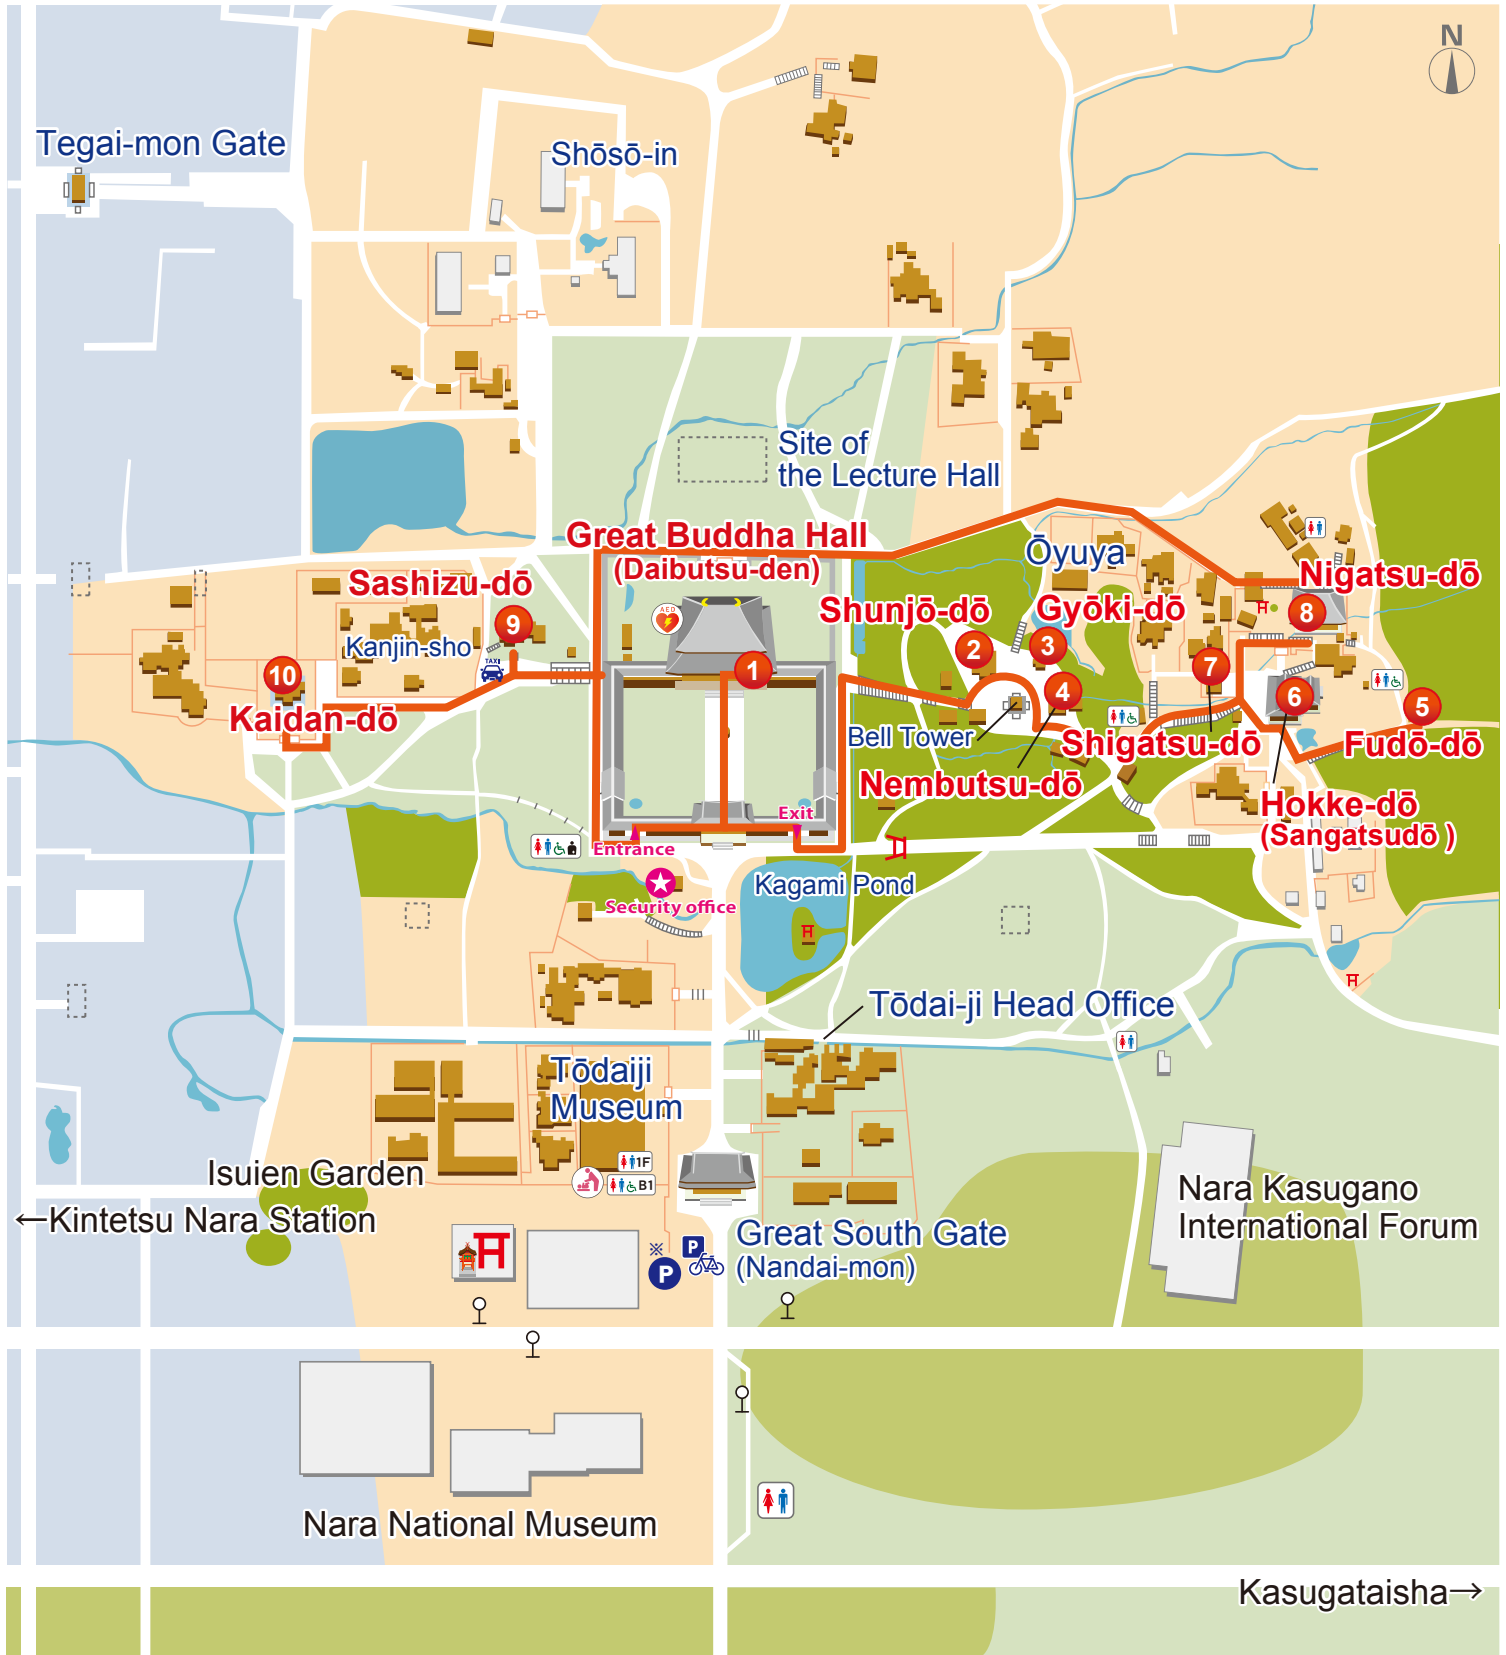 N
Tegai-mon Gate
Shōsō-in
Site of
the Lecture Hall
Great Buddha Hall
(Daibutsu-den)
Ōyuya
Nigatsu-dō
Sashizu-dō
Shunjō-dō
Gyōki-dō
AED
8
9
2
3
Kanjin-sho
TAXI
1
7
10
4
6
5
Kaidan-dō
Bell Tower
Shigatsu-dō
Fudō-dō
Nembutsu-dō
Hokke-dō
(Sangatsudō )
Exit
Entrance
Kagami Pond
Security office
Tōdai-ji Head Office
Tōdaiji
Museum
1F
B1
Isuien Garden
←Kintetsu Nara Station
Nara Kasugano
International Forum
Great South Gate
(Nandai-mon)
※
P
P
Nara National Museum
Kasugataisha→